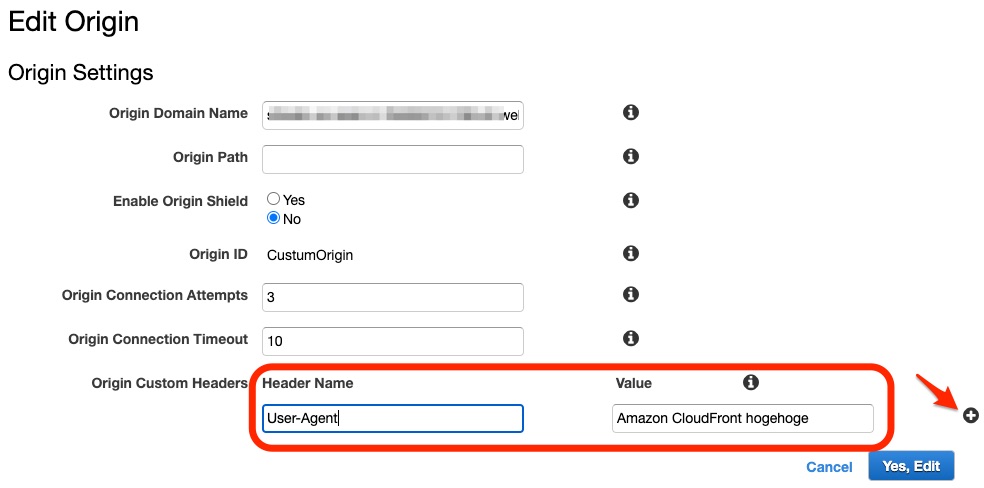 Edit Origin
Origin Settings
Origin Domain Name
Origin Path
Enable Origin Shield Yes
No
Origin ID CustumOrigin
Origin Connection Attempts 3
Origin Connection Timeout 10
Origin Custom Headers Header Name Value
User-Agent Amazon CloudFront hogehoge
Cancel Yes, Edit